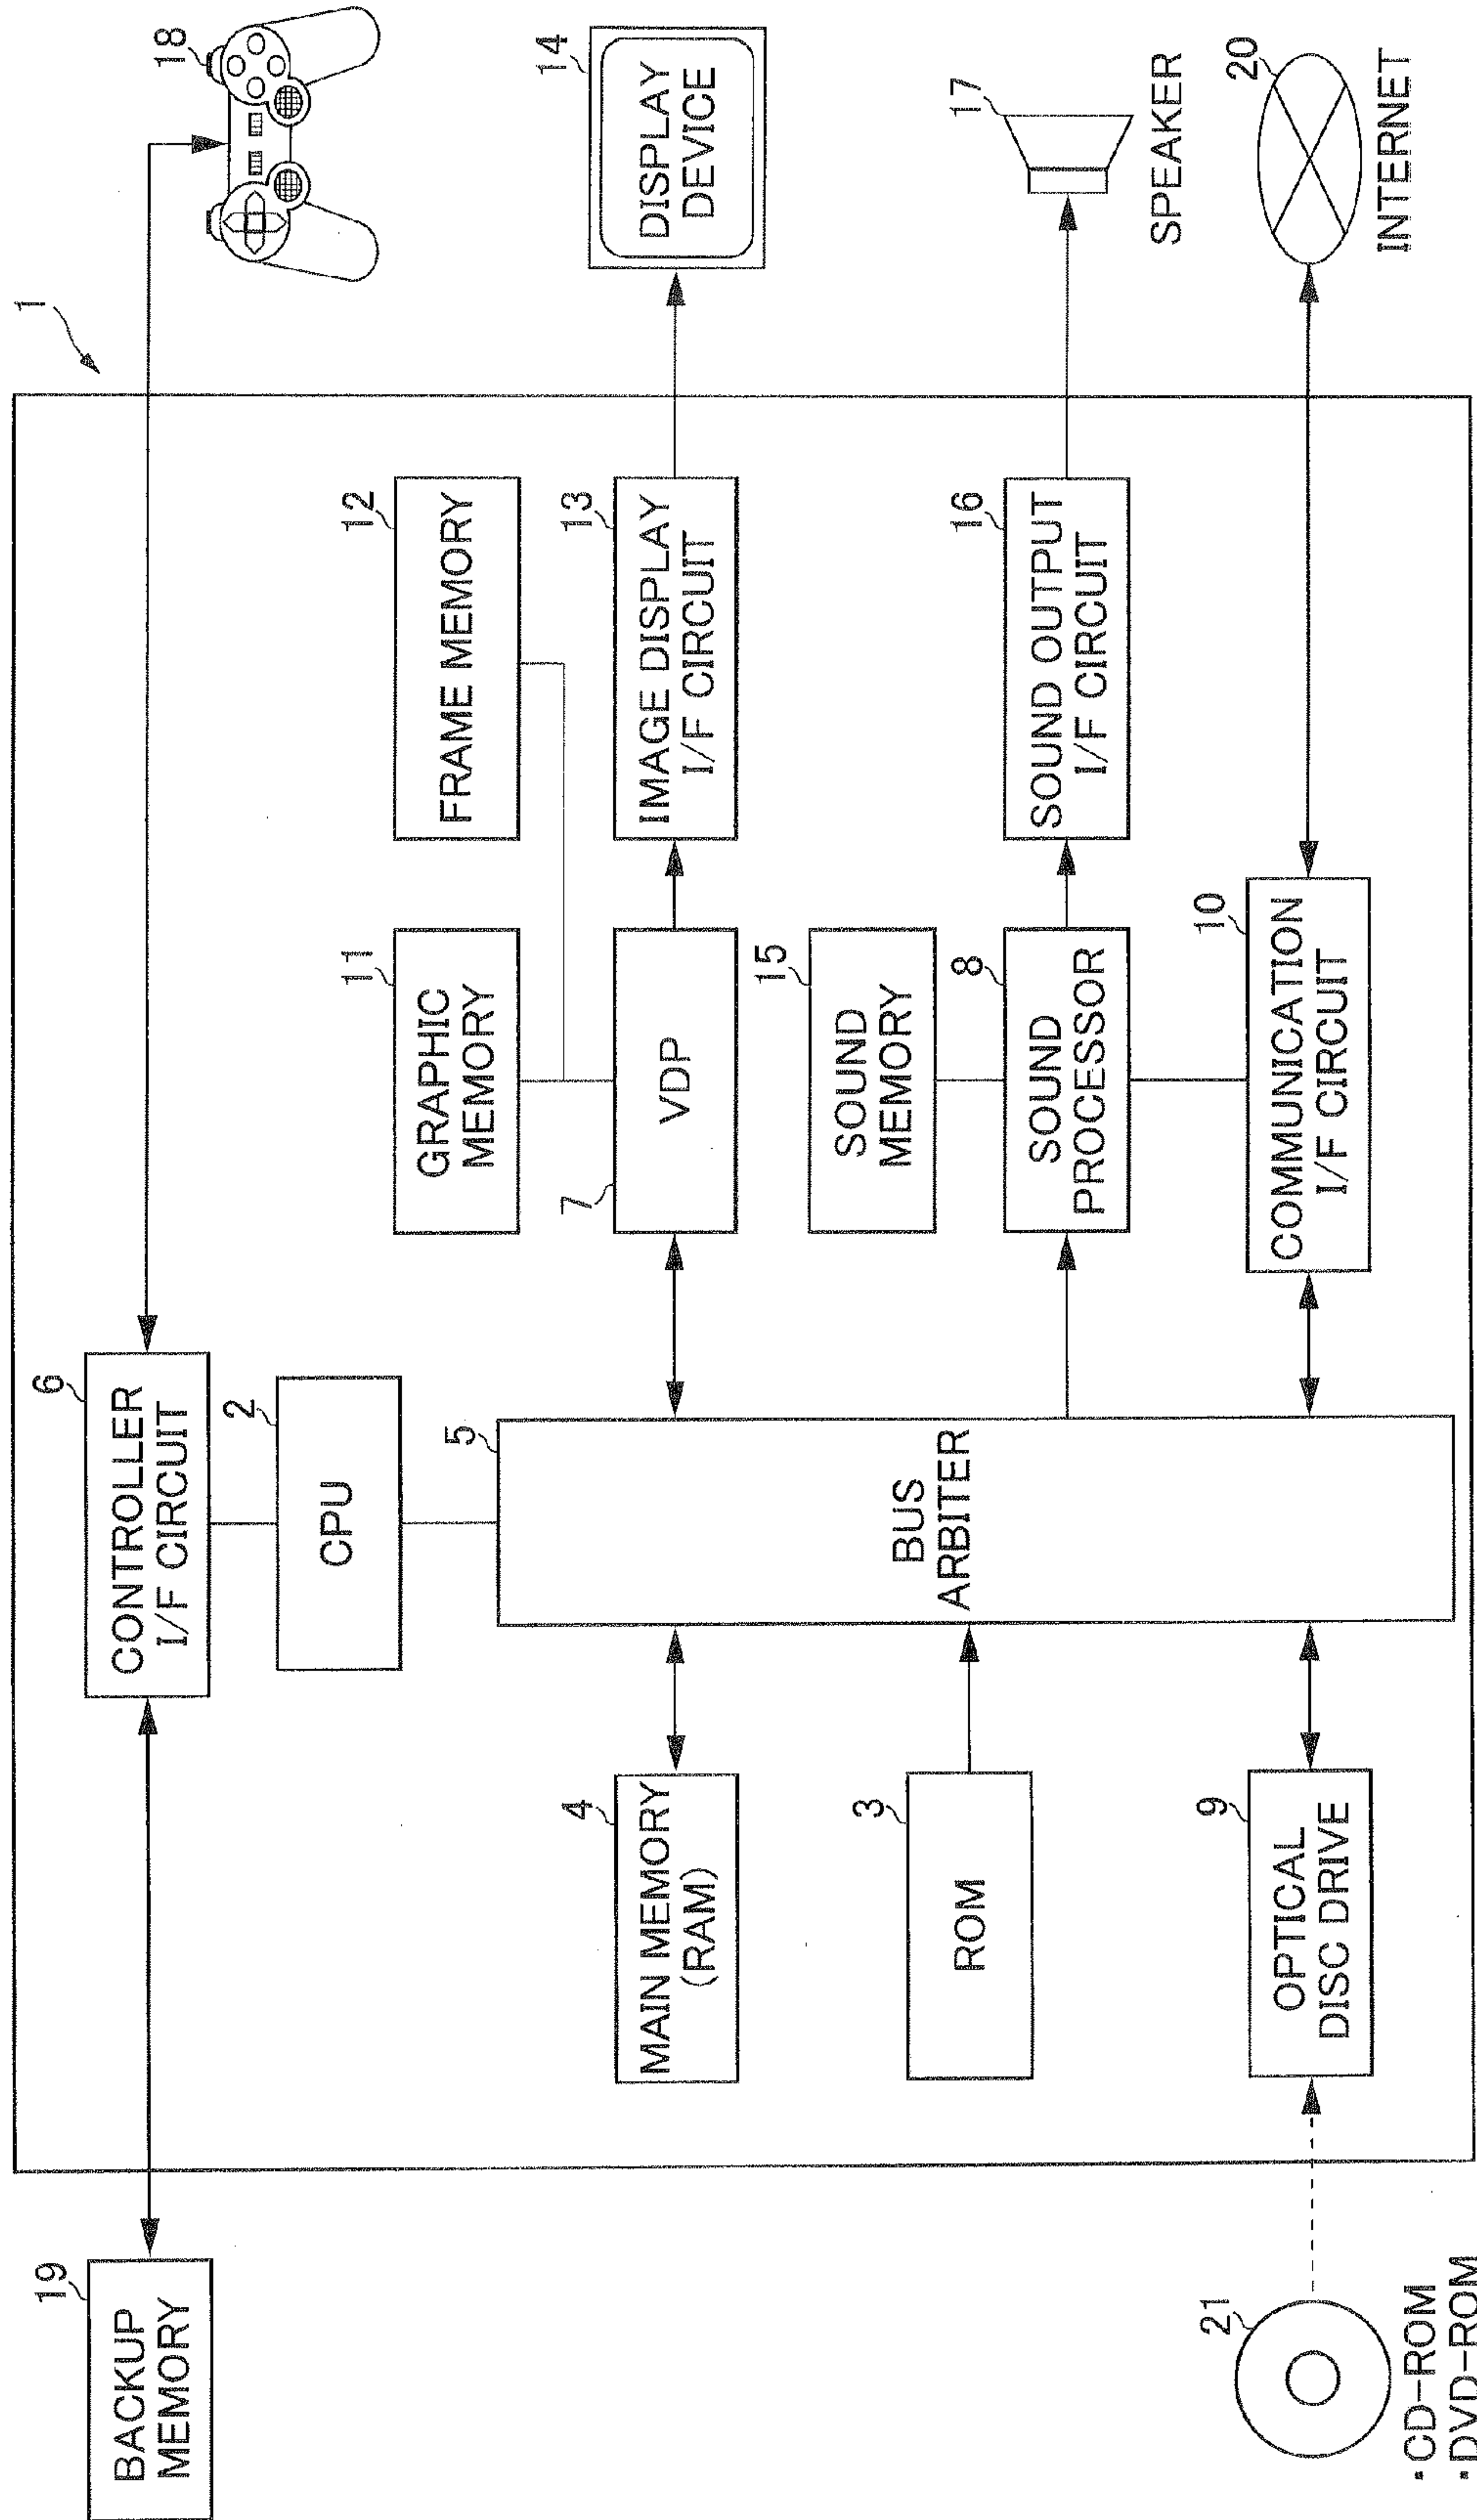 1
19
BACKUP
MEMORY
6
CONTROLLER
I/F CIRCUIT
18
2
CPU
5
BUS
ARBITER
4
MAIN MEMORY
(RAM)
3
ROM
9
OPTICAL
DISC DRIVE
21
・CD-ROM
・DVD-ROM
11
GRAPHIC
MEMORY
12
FRAME MEMORY
7
VDP
13
IMAGE DISPLAY
I/F CIRCUIT
14
DISPLAY
DEVICE
15
SOUND
MEMORY
8
SOUND
PROCESSOR
16
SOUND OUTPUT
I/F CIRCUIT
17
SPEAKER
10
COMMUNICATION
I/F CIRCUIT
20
INTERNET